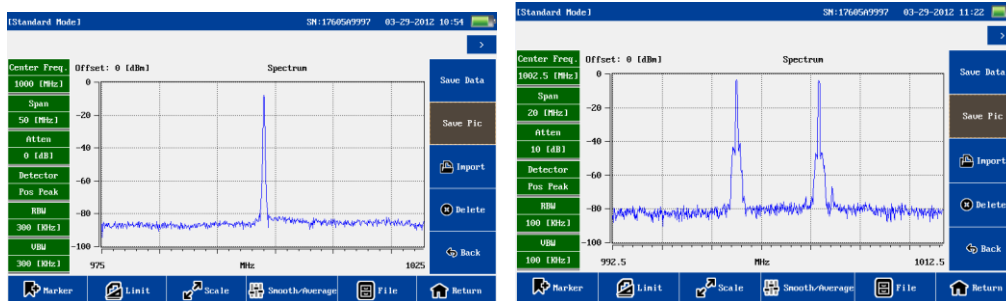 [Standard Mode] SN:17605A9997 03-29-2012 10:54
>
Center Freq.
1000 [MHz]
Span
50 [MHz]
Atten
0 [dB]
Detector
Pos Peak
RBW
300 [KHz]
VBW
300 [KHz]
Offset: 0 [dBm] Spectrum
0
-20
-40
-60
-80
-100
975 MHz 1025
Save Data
Save Pic
Import
Delete
Back
Marker Limit Scale Smooth/Average File Return
[Standard Mode] SN:17605A9997 03-29-2012 11:22
>
Center Freq.
1002.5 [MHz]
Span
20 [MHz]
Atten
10 [dB]
Detector
Pos Peak
RBW
100 [KHz]
VBW
100 [KHz]
Offset: 0 [dBm] Spectrum
0
-20
-40
-60
-80
-100
992.5 MHz 1012.5
Save Data
Save Pic
Import
Delete
Back
Marker Limit Scale Smooth/Average File Return